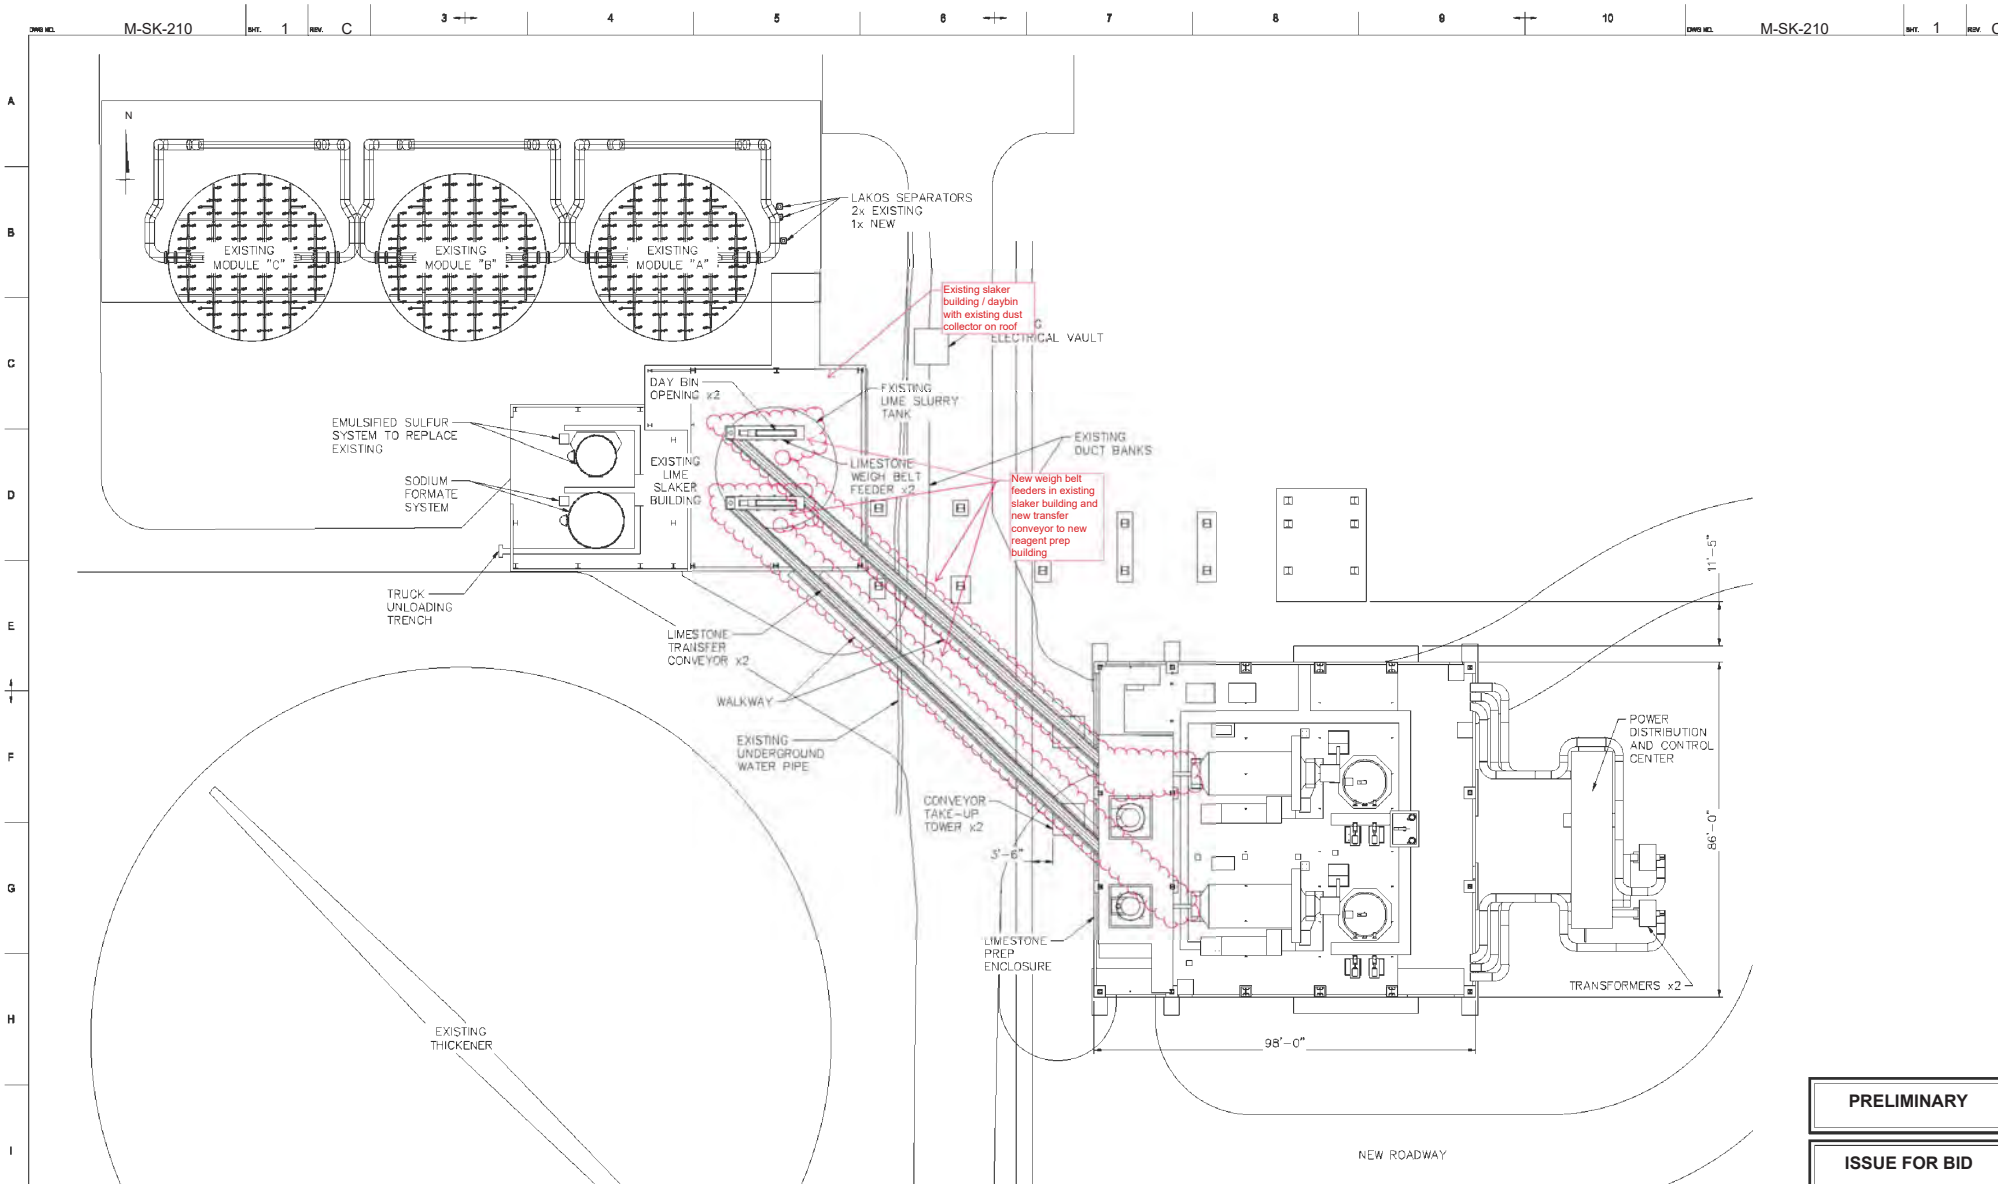 DWG NO. M-SK-210 SHT. 1 REV. C
3 4 5 6 7 8 9 10
DWG NO. M-SK-210 SHT. 1 REV.
A
B
C
D
E
F
G
H
I
N
EXISTING
MODULE "C"
EXISTING
MODULE "B"
EXISTING
MODULE "A"
LAKOS SEPARATORS
2x EXISTING
1x NEW
Existing slaker
building / daybin
with existing dust
collector on roof
ELECTRICAL VAULT
DAY BIN
OPENING x2
EXISTING
LIME SLURRY
TANK
EMULSIFIED SULFUR
SYSTEM TO REPLACE
EXISTING
EXISTING
LIME
SLAKER
BUILDING
LIMESTONE
WEIGH BELT
FEEDER x2
EXISTING
DUCT BANKS
SODIUM
FORMATE
SYSTEM
New weigh belt
feeders in existing
slaker building and
new transfer
conveyor to new
reagent prep
building
TRUCK
UNLOADING
TRENCH
LIMESTONE
TRANSFER
CONVEYOR x2
WALKWAY
EXISTING
UNDERGROUND
WATER PIPE
CONVEYOR
TAKE-UP
TOWER x2
3'-6"
LIMESTONE
PREP
ENCLOSURE
11'-5"
POWER
DISTRIBUTION
AND CONTROL
CENTER
86'-0"
TRANSFORMERS x2
98'-0"
EXISTING
THICKENER
NEW ROADWAY
PRELIMINARY
ISSUE FOR BID